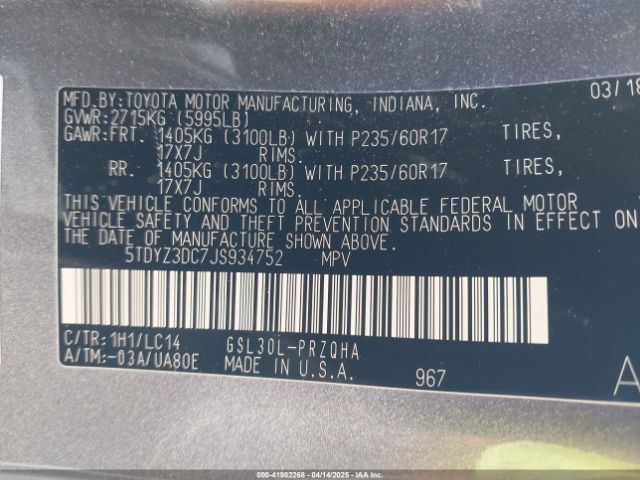 MFD.BY:TOYOTA MOTOR MANUFACTURING, INDIANA, INC. 03/18
GVWR:2715KG (5995LB)
GAWR:FRT. 1405KG (3100LB) WITH P235/60R17 TIRES,
17X7J RIMS.
RR. 1405KG (3100LB) WITH P235/60R17 TIRES,
17X7J RIMS.
THIS VEHICLE CONFORMS TO ALL APPLICABLE FEDERAL MOTOR
VEHICLE SAFETY AND THEFT PREVENTION STANDARDS IN EFFECT ON
THE DATE OF MANUFACTURE SHOWN ABOVE.
5TDYZ3DC7JS934752 MPV
C/TR:1H1/LC14 GSL30L-PRZQHA
A/TM:-03A/UA80E MADE IN U.S.A. 967 A
000-41982268 - 04/14/2025 - IAAI.COM